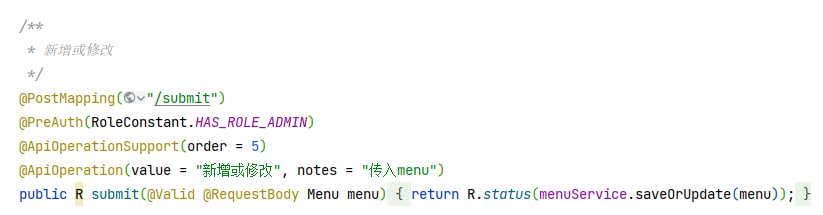 /**
 * 新增或修改
 */
@PostMapping("/submit")
@PreAuth(RoleConstant.HAS_ROLE_ADMIN)
@ApiOperationSupport(order = 5)
@ApiOperation(value = "新增或修改", notes = "传入menu")
public R submit(@Valid @RequestBody Menu menu) { return R.status(menuService.saveOrUpdate(menu)); }